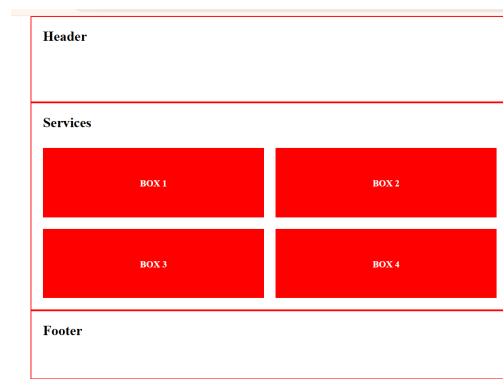 Header
Services
BOX 1
BOX 2
BOX 3
BOX 4
Footer